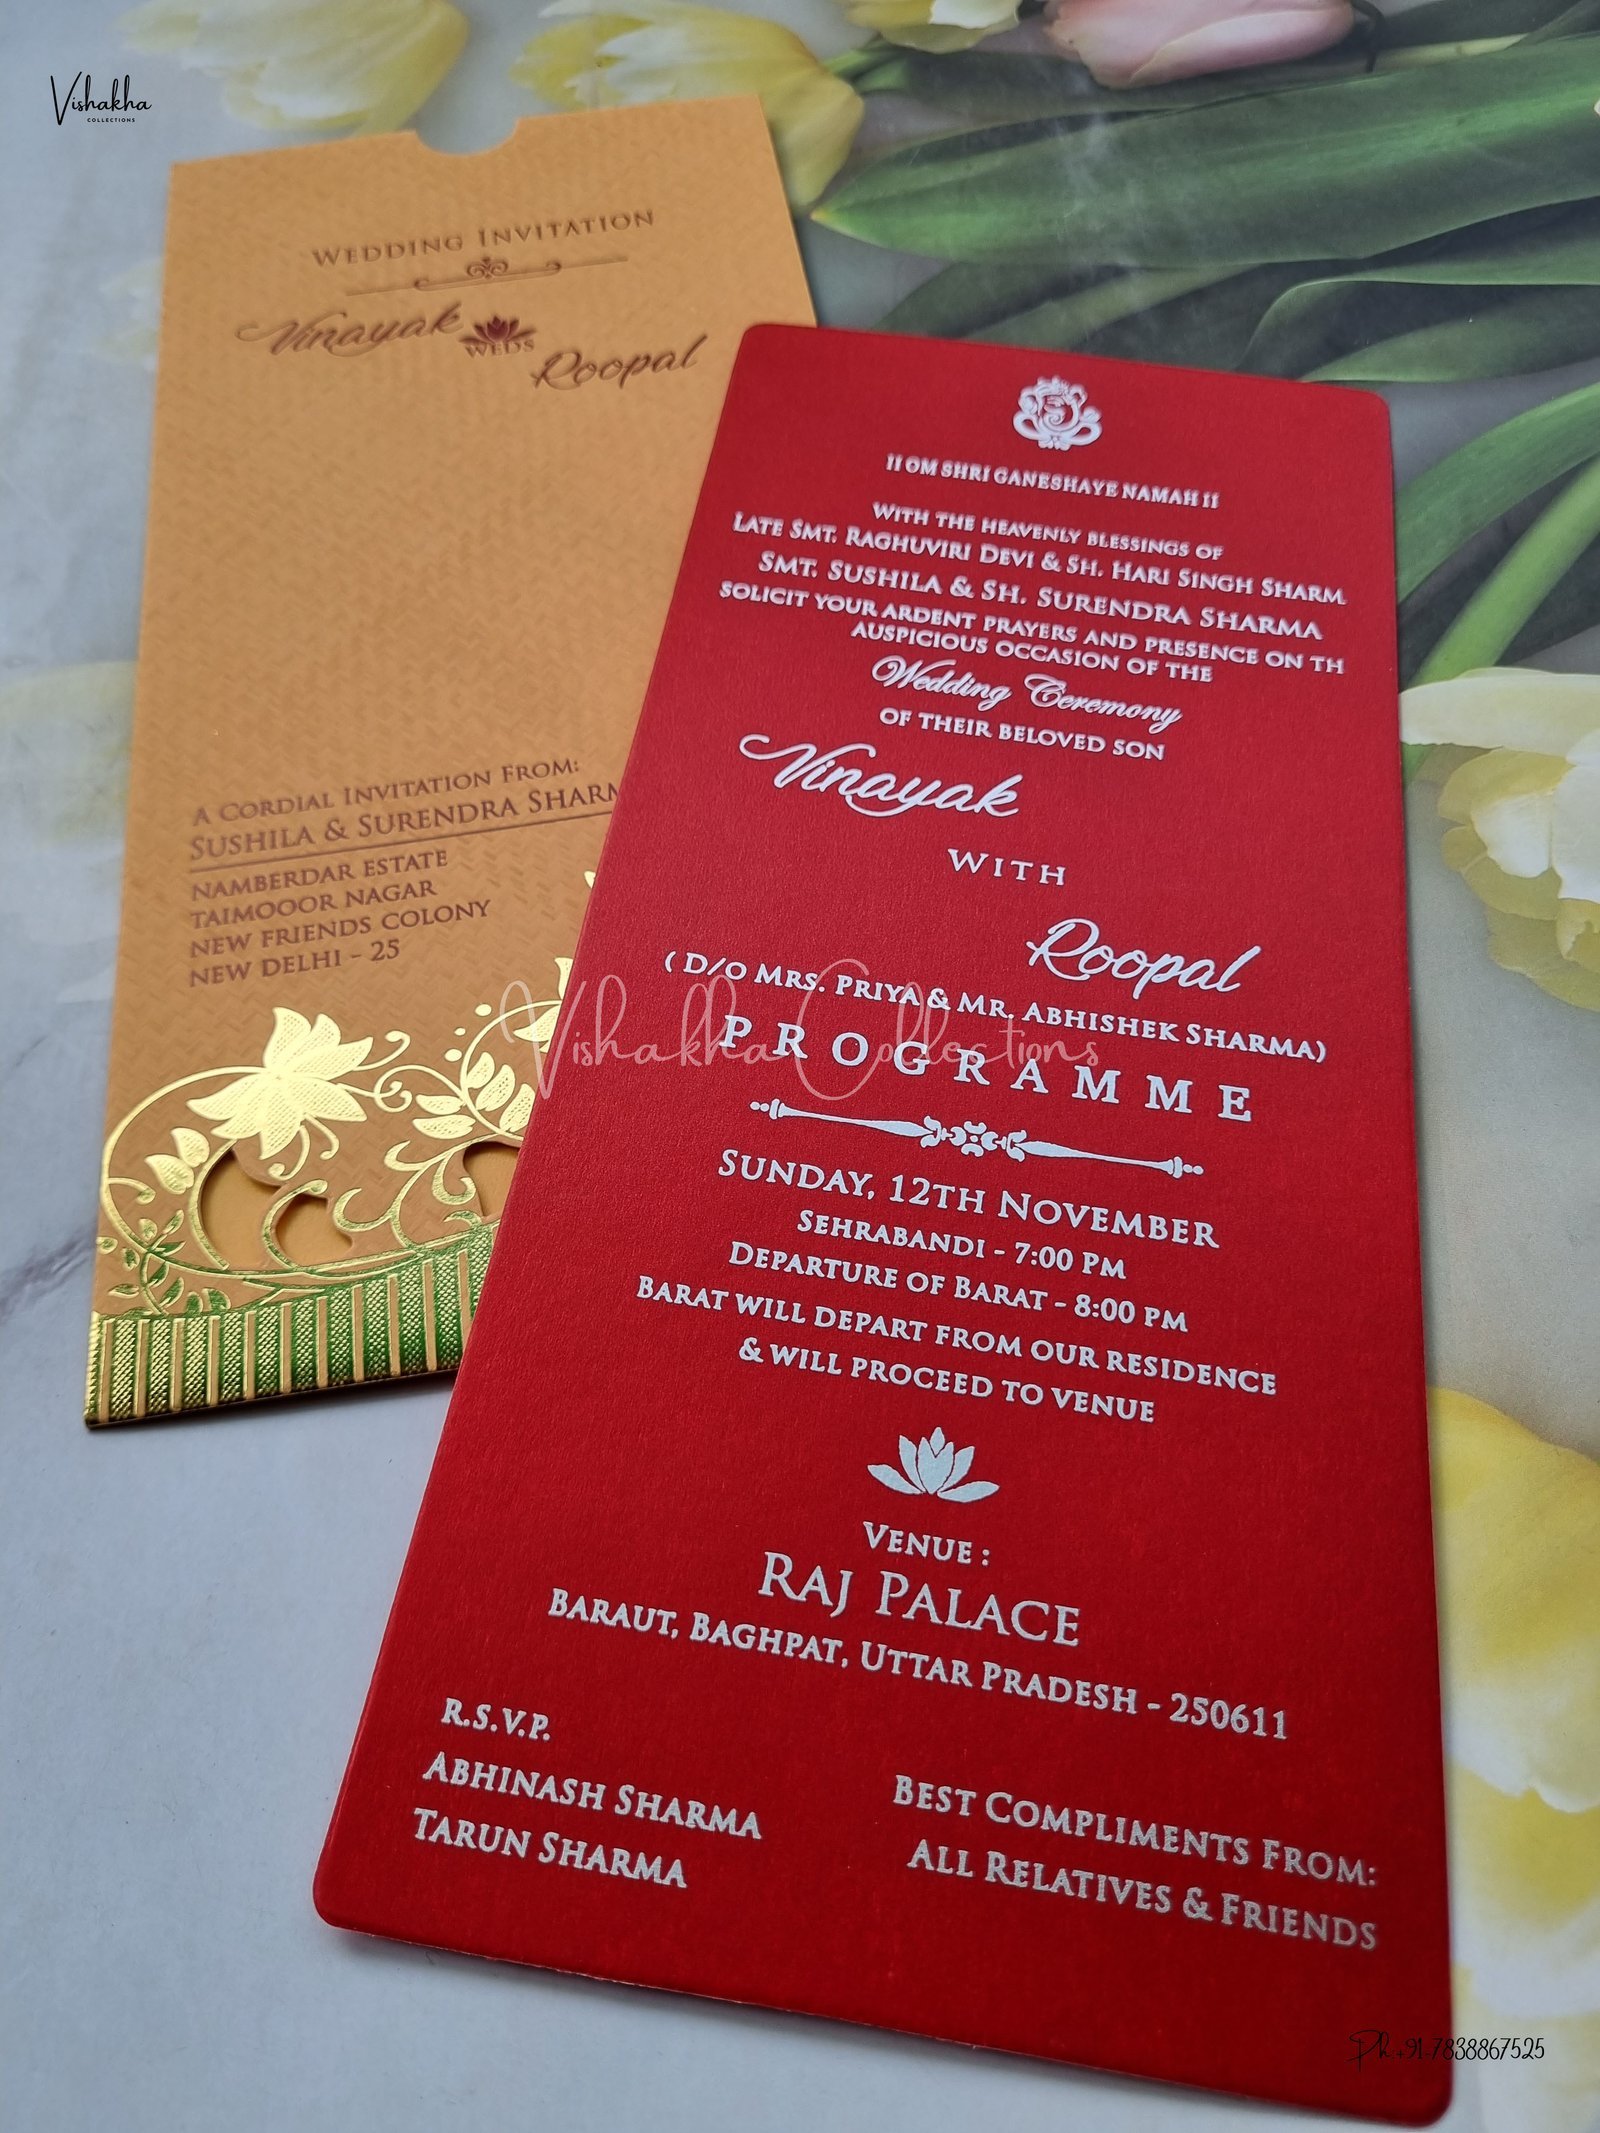 Vishakha
COLLECTIONS
WEDDING INVITATION
Vinayak
WEDS
Roopal
A CORDIAL INVITATION FROM:
SUSHILA & SURENDRA SHARM
NAMBERDAR ESTATE
TAIMOOOR NAGAR
NEW FRIENDS COLONY
NEW DELHI - 25
II OM SHRI GANESHAYE NAMAH II
WITH THE HEAVENLY BLESSINGS OF
LATE SMT. RAGHUVIRI DEVI & SH. HARI SINGH SHARM
SMT. SUSHILA & SH. SURENDRA SHARMA
SOLICIT YOUR ARDENT PRAYERS AND PRESENCE ON TH
AUSPICIOUS OCCASION OF THE
Wedding Ceremony
OF THEIR BELOVED SON
Vinayak
WITH
Roopal
( D/O MRS. PRIYA & MR. ABHISHEK SHARMA)
Vishakha Collections
PROGRAMME
SUNDAY, 12TH NOVEMBER
SEHRABANDI - 7:00 PM
DEPARTURE OF BARAT - 8:00 PM
BARAT WILL DEPART FROM OUR RESIDENCE
& WILL PROCEED TO VENUE
VENUE :
RAJ PALACE
BARAUT, BAGHPAT, UTTAR PRADESH - 250611
R.S.V.P.
ABHINASH SHARMA
TARUN SHARMA
BEST COMPLIMENTS FROM:
ALL RELATIVES & FRIENDS
Ph:+91-7838867525